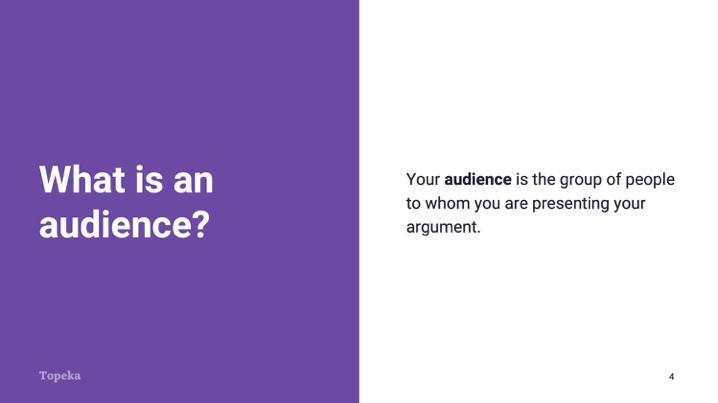 What is an
audience?
Your audience is the group of people
to whom you are presenting your
argument.
Topeka
4